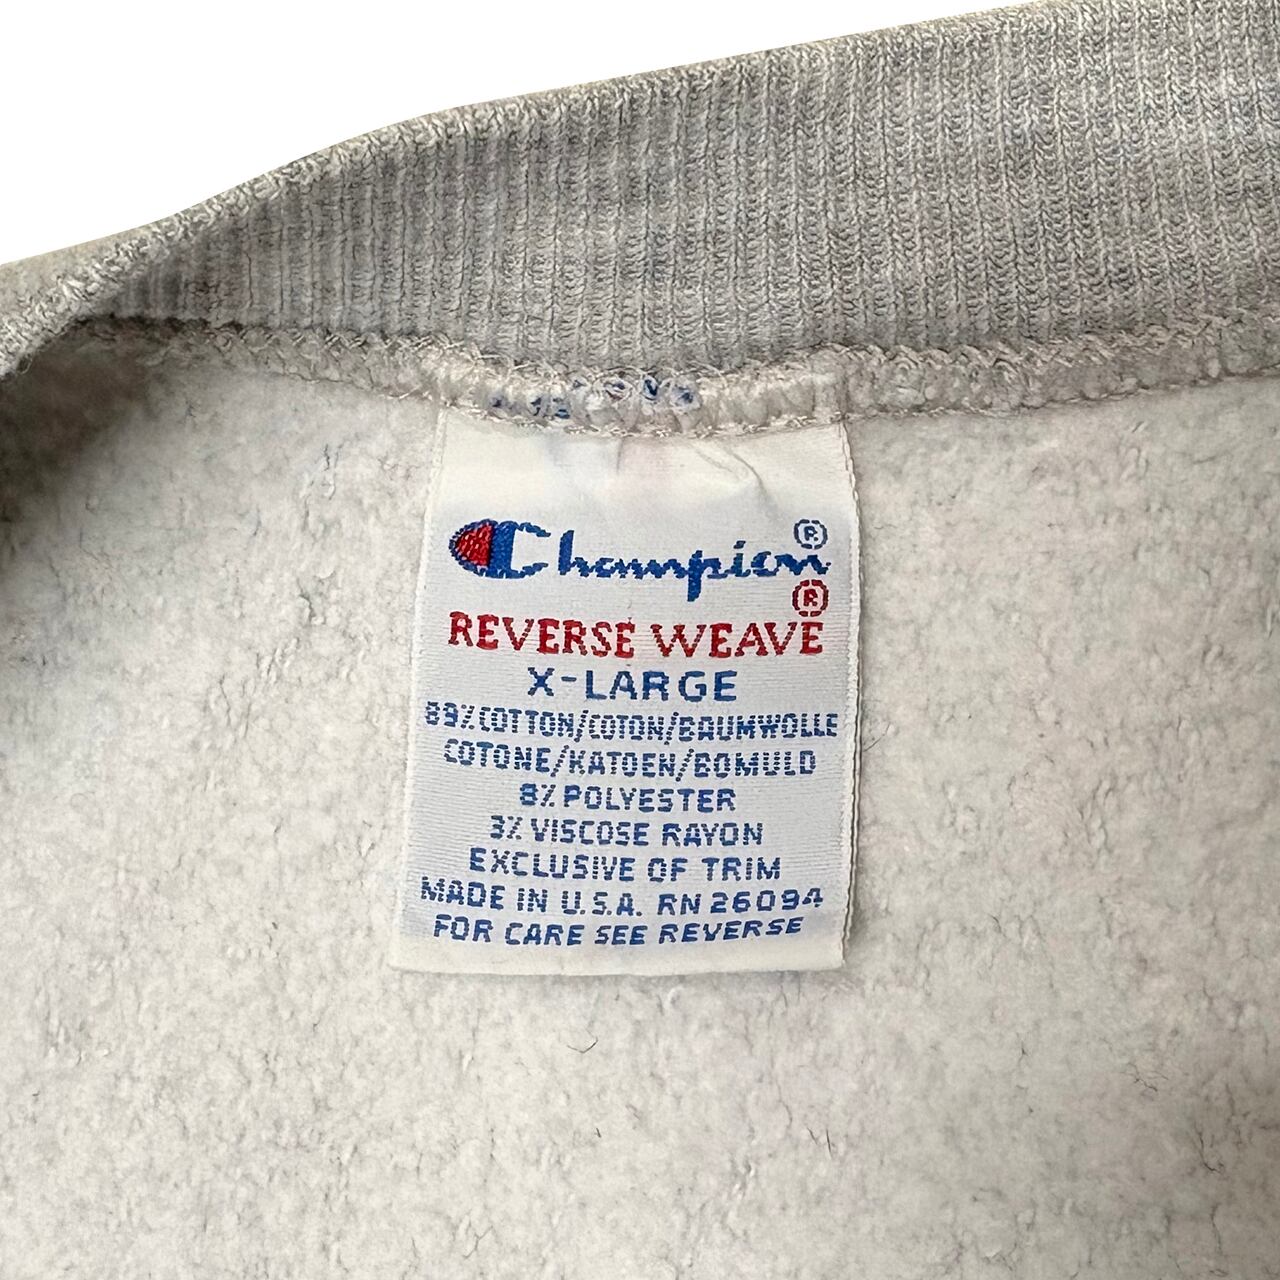 Champion®
REVERSE WEAVE®
X-LARGE
89% COTTON/COTON/BAUMWOLLE
COTONE/KATOEN/BOMULD
8% POLYESTER
3% VISCOSE RAYON
EXCLUSIVE OF TRIM
MADE IN U.S.A. RN 26094
FOR CARE SEE REVERSE